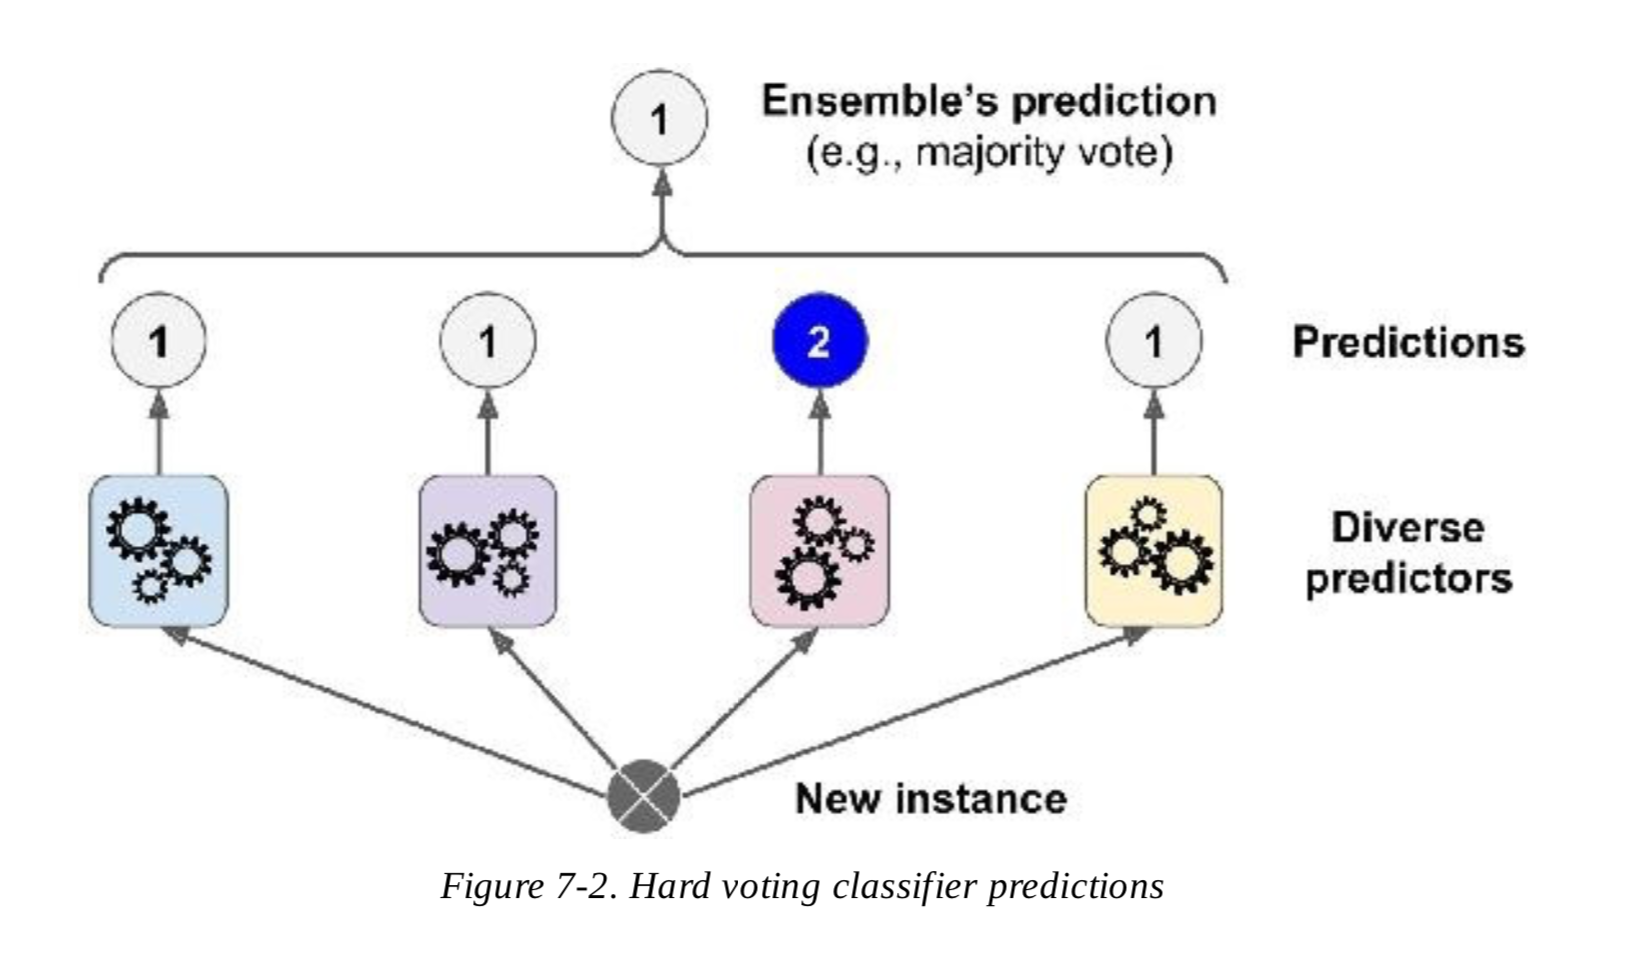 1
Ensemble's prediction
(e.g., majority vote)
1 1 2 1 Predictions
Diverse
predictors
New instance
Figure 7-2. Hard voting classifier predictions